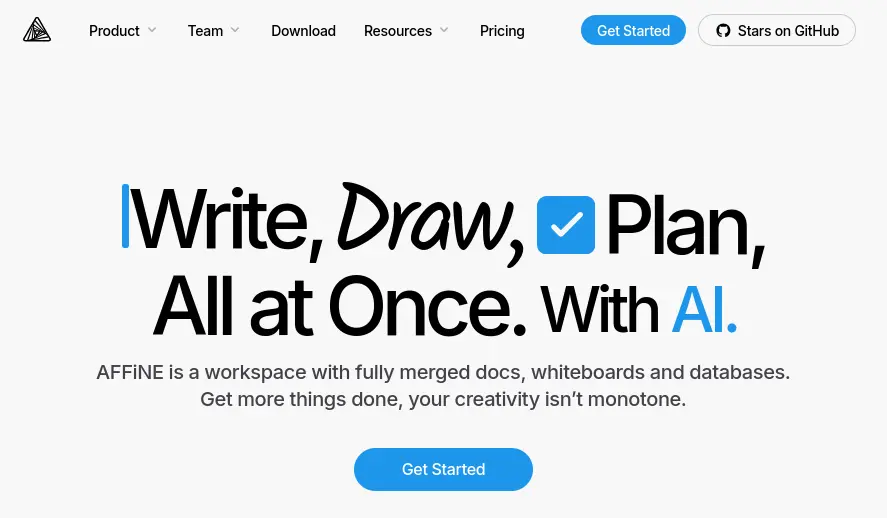 Product Team Download Resources Pricing Get Started Stars on GitHub
Write, Draw, Plan,
All at Once. With AI.
AFFiNE is a workspace with fully merged docs, whiteboards and databases.
Get more things done, your creativity isn’t monotone.
Get Started